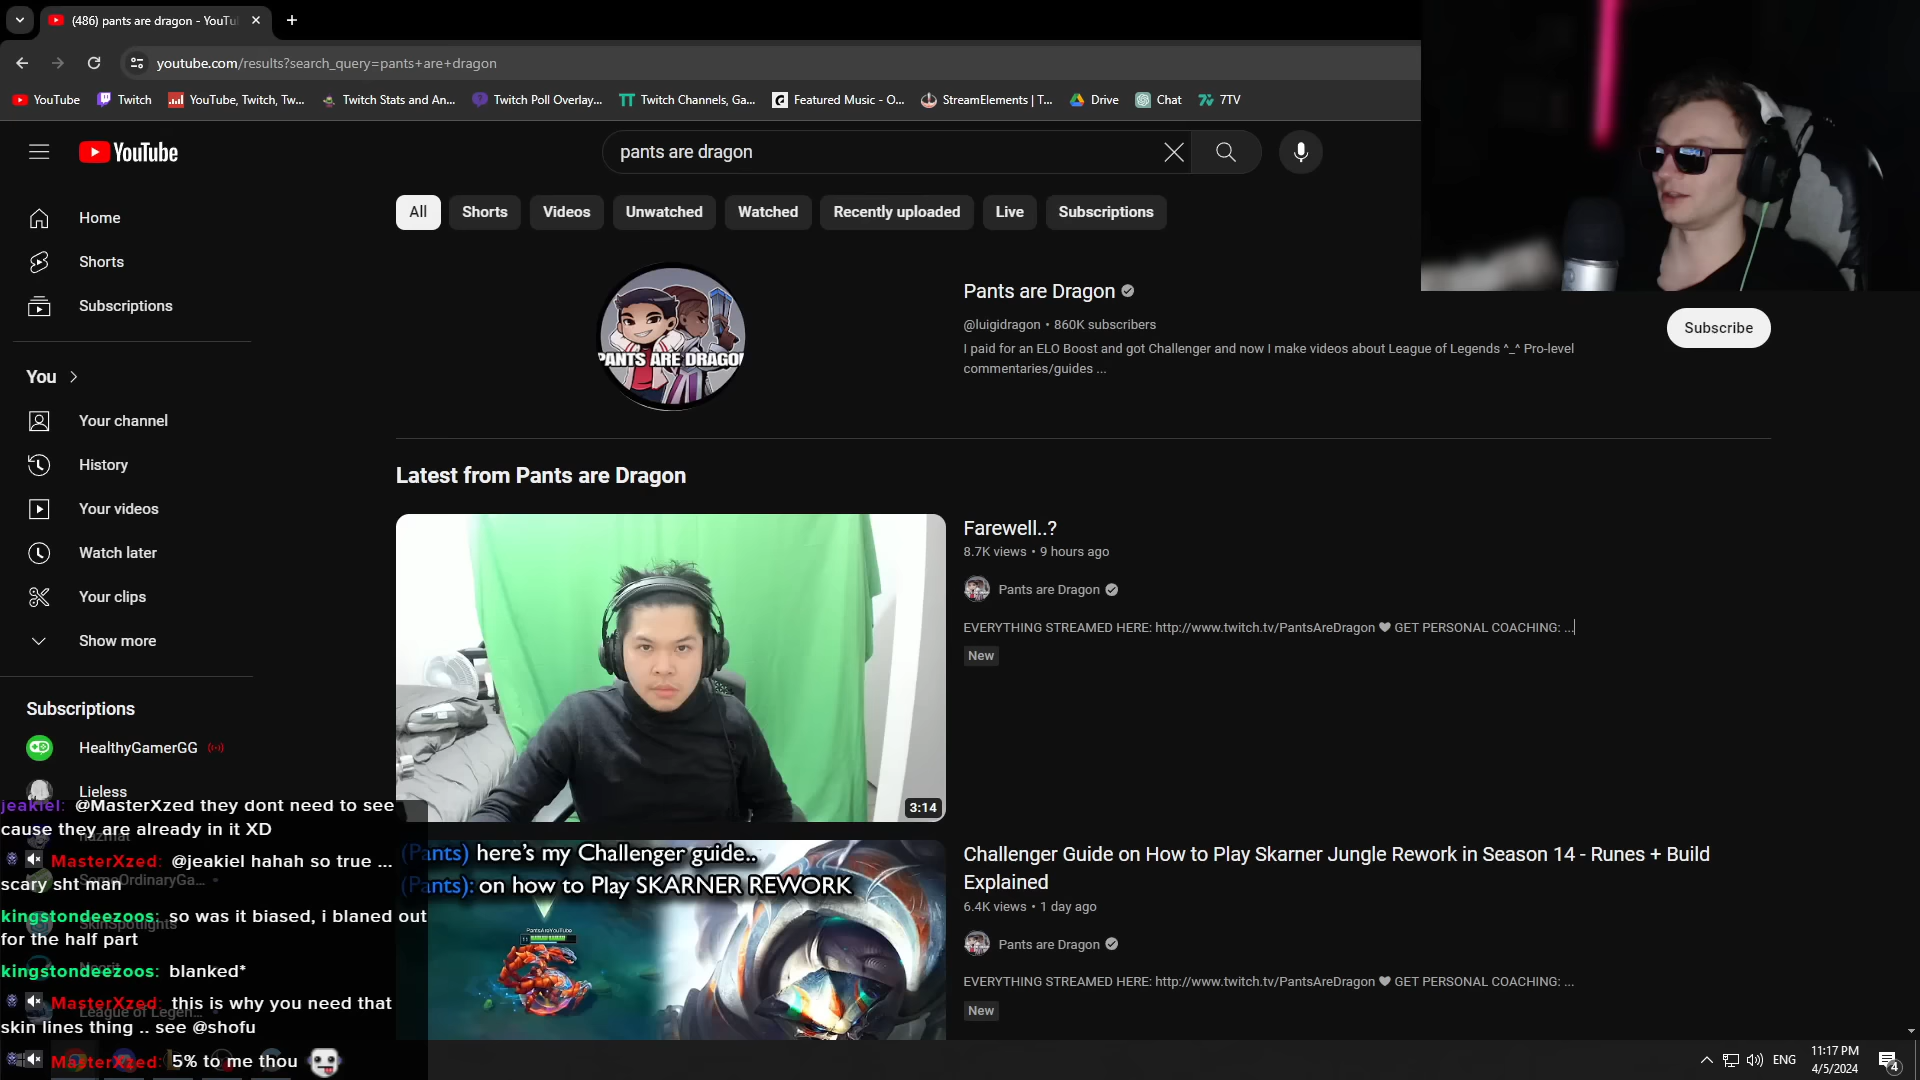 (486) pants are dragon - YouTu
youtube.com/results?search_query=pants+are+dragon
YouTube
Twitch
YouTube, Twitch, Tw...
Twitch Stats and An...
Twitch Poll Overlay...
Twitch Channels, Ga...
Featured Music - O...
StreamElements | T...
Drive
Chat
7TV
YouTube
pants are dragon
All
Shorts
Videos
Unwatched
Watched
Recently uploaded
Live
Subscriptions
Home
Shorts
Subscriptions
You
Your channel
History
Your videos
Watch later
Your clips
Show more
Subscriptions
HealthyGamerGG
Lieless
SomeOrdinaryGa...
SkinSpotlights
Necrit
League of Legen...
PANTS ARE DRAGON
Pants are Dragon
@luigidragon • 860K subscribers
I paid for an ELO Boost and got Challenger and now I make videos about League of Legends ^_^ Pro-level
commentaries/guides ...
Subscribe
Latest from Pants are Dragon
3:14
Farewell..?
8.7K views • 9 hours ago
Pants are Dragon
EVERYTHING STREAMED HERE: http://www.twitch.tv/PantsAreDragon ♥ GET PERSONAL COACHING: ...
New
(Pants) here's my Challenger guide..
(Pants): on how to Play SKARNER REWORK
PantsAreYouTube
Challenger Guide on How to Play Skarner Jungle Rework in Season 14 - Runes + Build
Explained
6.4K views • 1 day ago
Pants are Dragon
EVERYTHING STREAMED HERE: http://www.twitch.tv/PantsAreDragon ♥ GET PERSONAL COACHING: ...
New
jeakiel: @MasterXzed they dont need to see
cause they are already in it XD
MasterXzed: @jeakiel hahah so true ...
scary sht man
kingstondeezoos: so was it biased, i blaned out
for the half part
kingstondeezoos: blanked*
MasterXzed: this is why you need that
skin lines thing .. see @shofu
MasterXzed: 5% to me thou
ENG
11:17 PM
4/5/2024
4